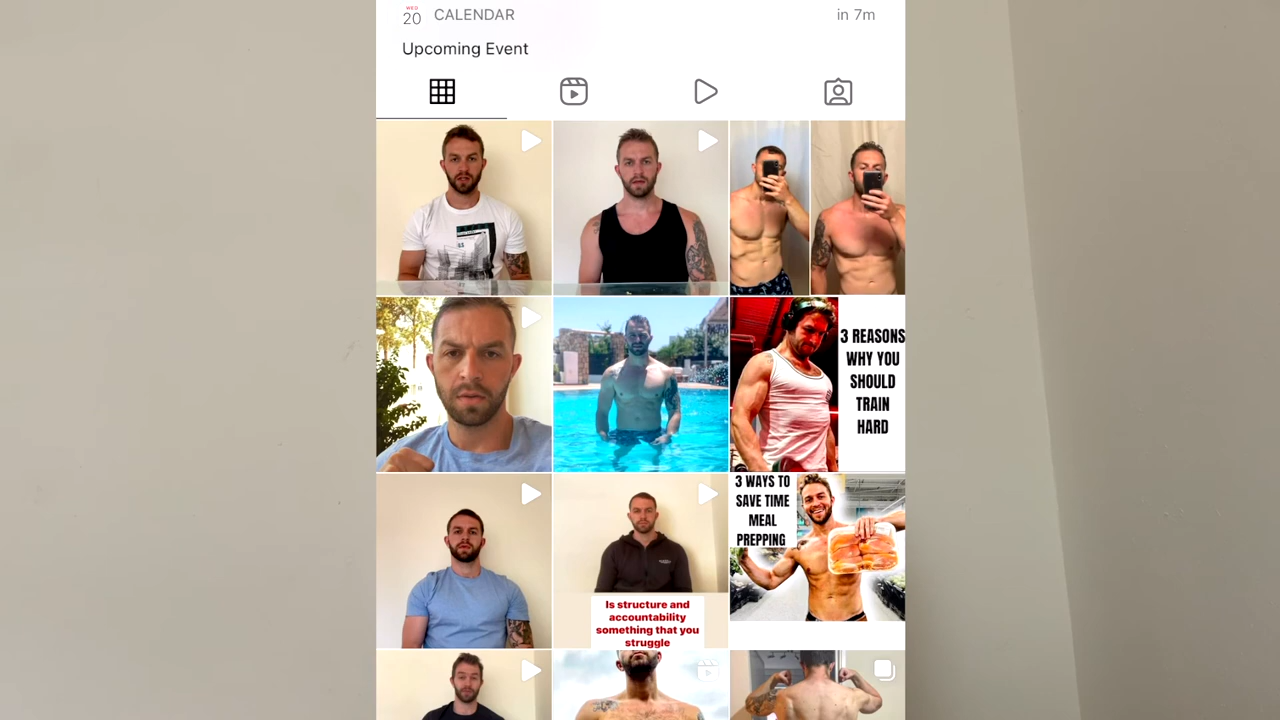 WED
20 CALENDAR in 7m
Upcoming Event
3 REASONS
WHY YOU
SHOULD
TRAIN
HARD
3 WAYS TO
SAVE TIME
MEAL
PREPPING
Is structure and
accountability
something that you
struggle